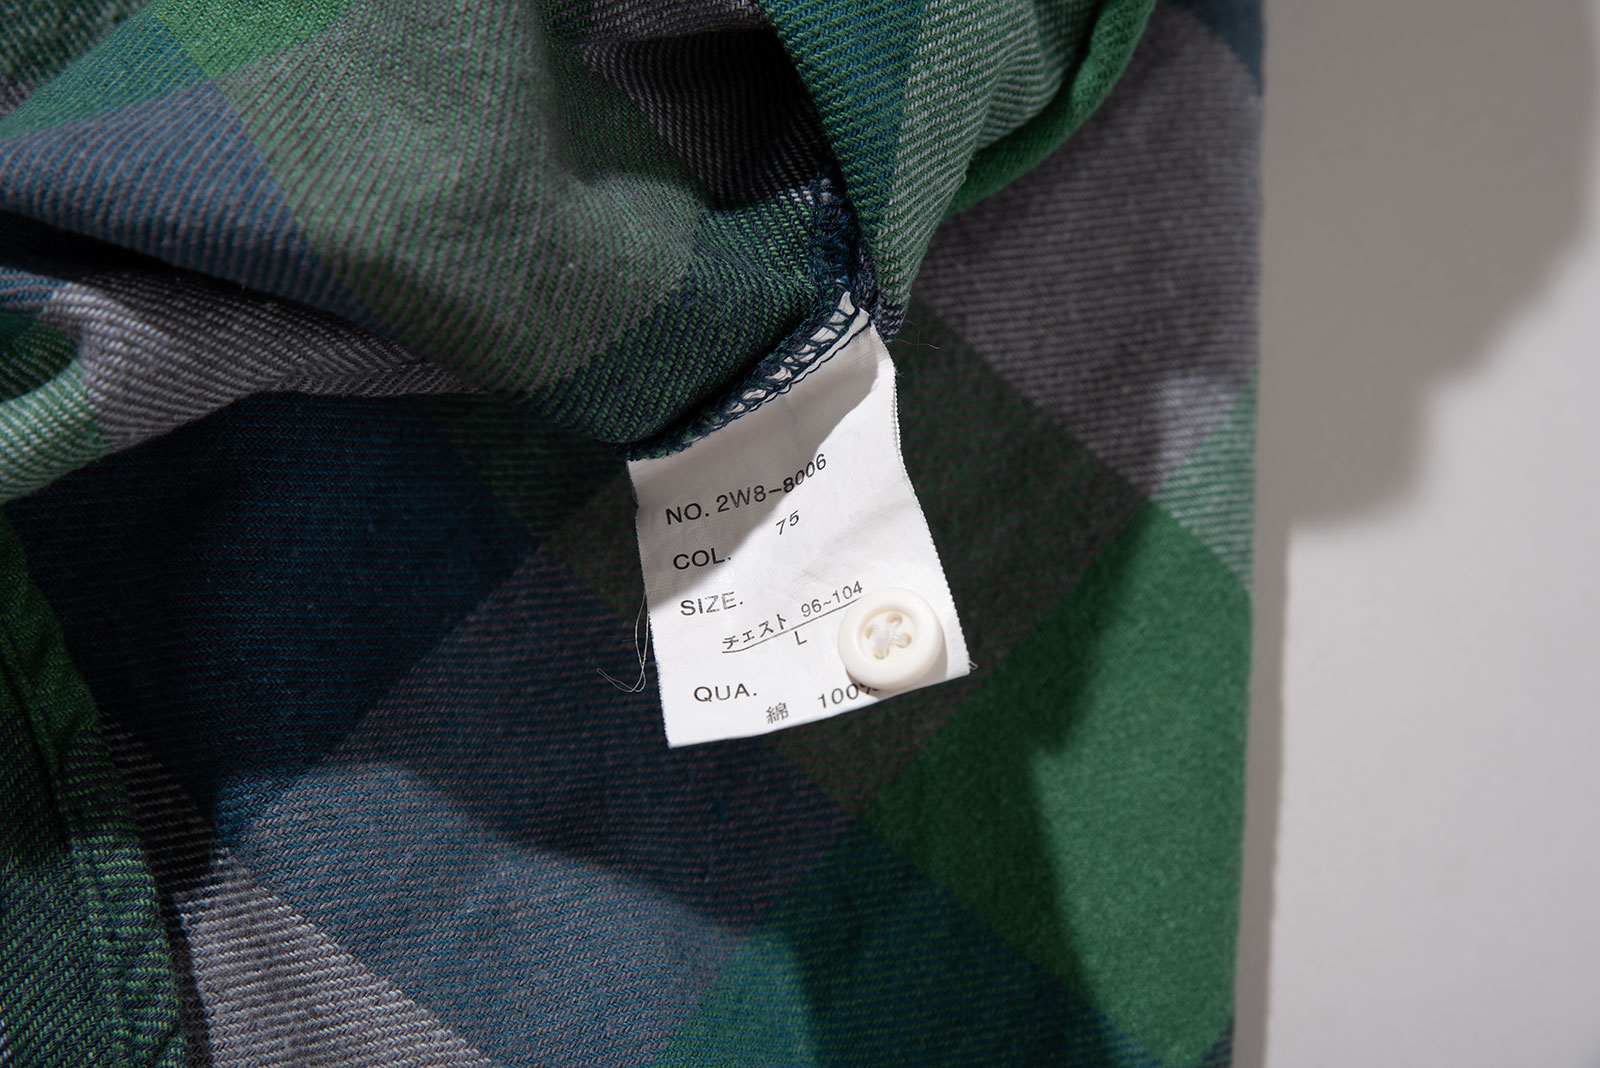 NO. 2W8-8006
COL. 75
SIZE.
チェスト 96~104
L
QUA.
綿 100%